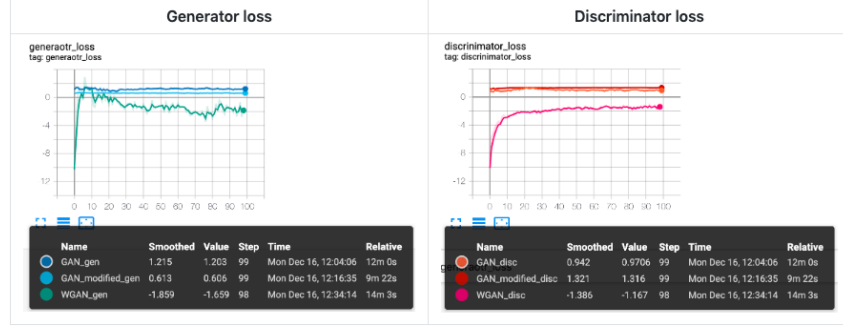 Generator loss
Discriminator loss
generaotr_loss
tag: generaotr_loss
0
-4
-8
12
0 10 20 30 40 50 60 70 80 90 100
Name Smoothed Value Step Time Relative
GAN_gen 1.215 1.203 99 Mon Dec 16, 12:04:06 12m 0s
GAN_modified_gen 0.613 0.606 99 Mon Dec 16, 12:16:35 9m 22s
WGAN_gen -1.859 -1.659 98 Mon Dec 16, 12:34:14 14m 3s
discrinimator_loss
tag: discrinimator_loss
0
-4
-8
-12
0 10 20 30 40 50 60 70 80 90 100
Name Smoothed Value Step Time Relative
GAN_disc 0.942 0.9706 99 Mon Dec 16, 12:04:06 12m 0s
generaotr_loss
GAN_modified_disc 1.321 1.316 99 Mon Dec 16, 12:16:35 9m 22s
WGAN_disc -1.386 -1.167 98 Mon Dec 16, 12:34:14 14m 3s